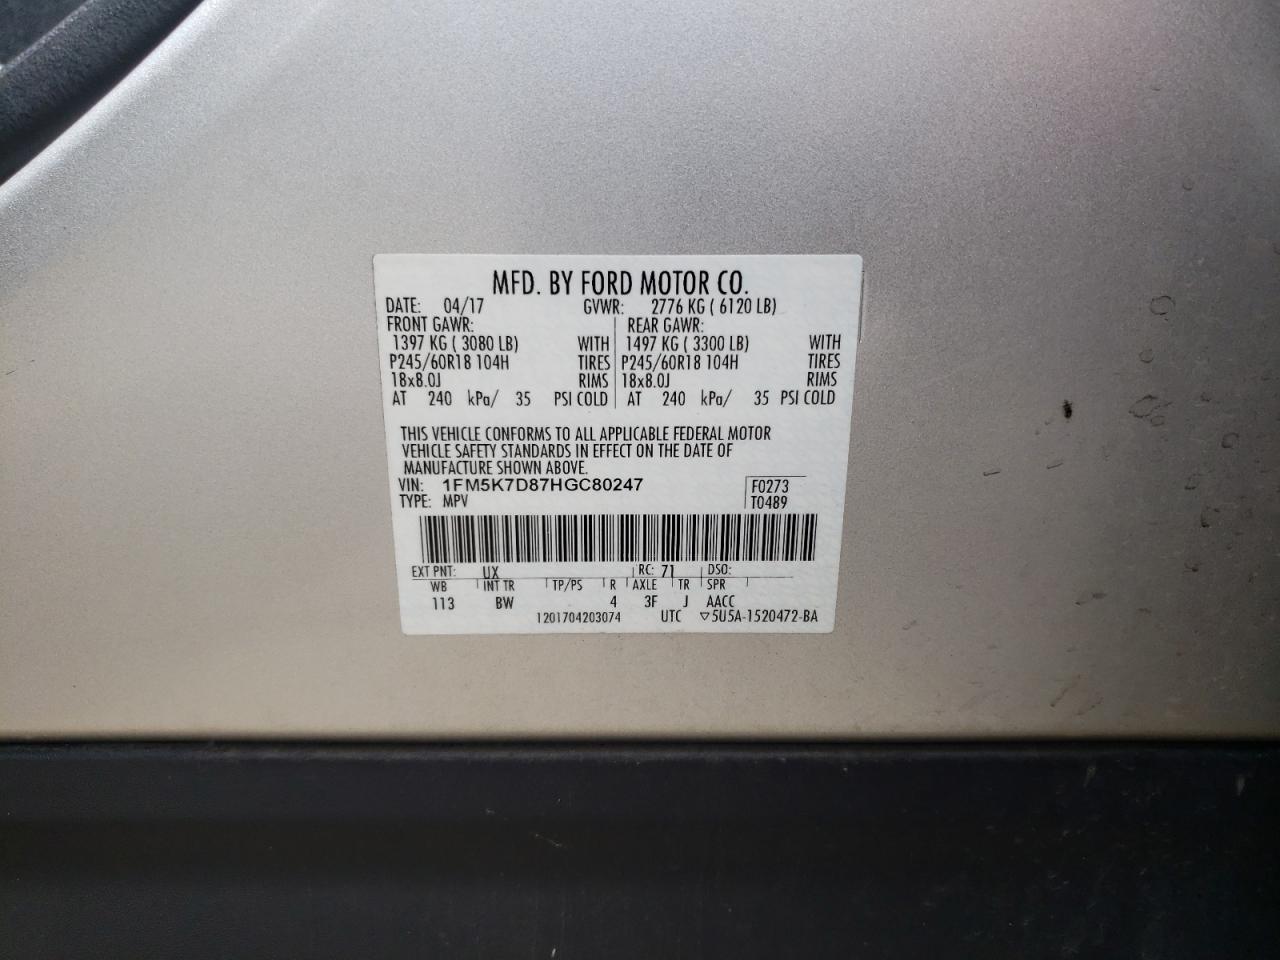 MFD. BY FORD MOTOR CO.
DATE: 04/17 GVWR: 2776 KG ( 6120 LB)
FRONT GAWR: REAR GAWR:
1397 KG ( 3080 LB) WITH 1497 KG ( 3300 LB) WITH
P245/60R18 104H TIRES P245/60R18 104H TIRES
18x8.0J RIMS 18x8.0J RIMS
AT 240 kPa/ 35 PSI COLD AT 240 kPa/ 35 PSI COLD
THIS VEHICLE CONFORMS TO ALL APPLICABLE FEDERAL MOTOR
VEHICLE SAFETY STANDARDS IN EFFECT ON THE DATE OF
MANUFACTURE SHOWN ABOVE.
VIN: 1FM5K7D87HGC80247 F0273
TYPE: MPV T0489
EXT PNT: UX RC: 71 DSO:
WB INT TR TP/PS R AXLE TR SPR
113 BW 4 3F J AACC
1201704203074 UTC ▽5U5A-1520472-BA